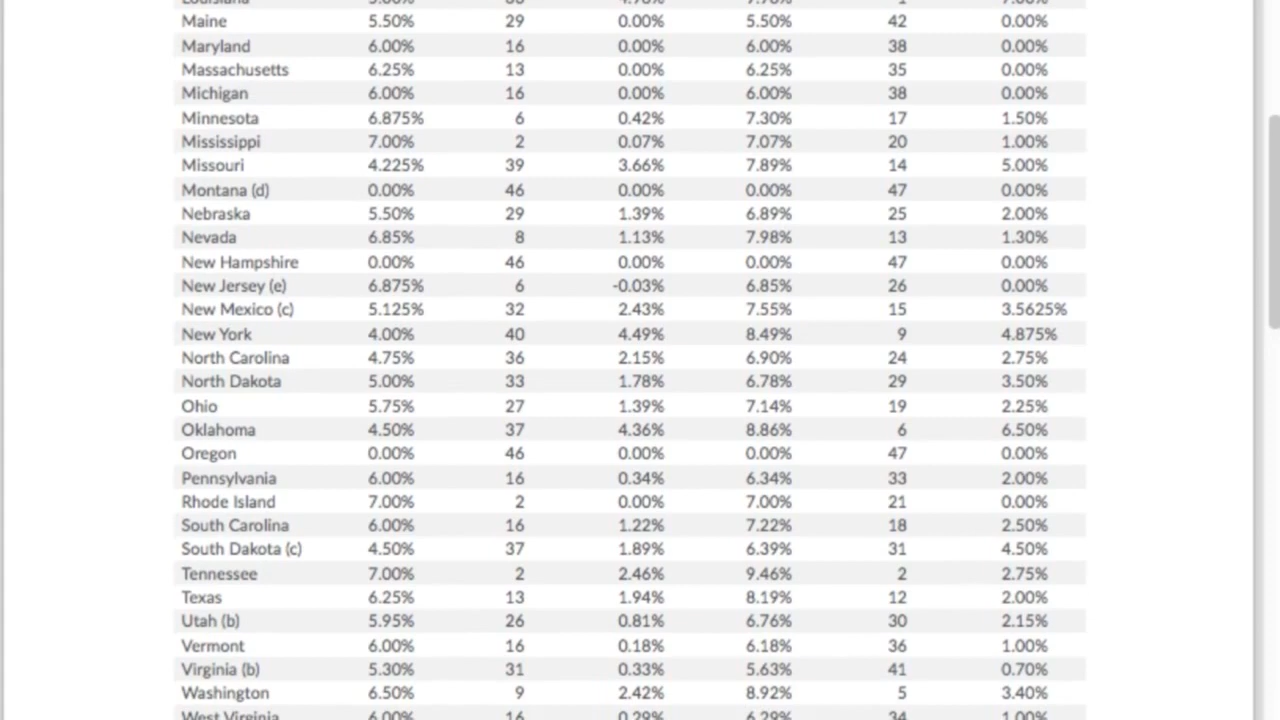 Maine 5.50% 29 0.00% 5.50% 42 0.00%
Maryland 6.00% 16 0.00% 6.00% 38 0.00%
Massachusetts 6.25% 13 0.00% 6.25% 35 0.00%
Michigan 6.00% 16 0.00% 6.00% 38 0.00%
Minnesota 6.875% 6 0.42% 7.30% 17 1.50%
Mississippi 7.00% 2 0.07% 7.07% 20 1.00%
Missouri 4.225% 39 3.66% 7.89% 14 5.00%
Montana (d) 0.00% 46 0.00% 0.00% 47 0.00%
Nebraska 5.50% 29 1.39% 6.89% 25 2.00%
Nevada 6.85% 8 1.13% 7.98% 13 1.30%
New Hampshire 0.00% 46 0.00% 0.00% 47 0.00%
New Jersey (e) 6.875% 6 -0.03% 6.85% 26 0.00%
New Mexico (c) 5.125% 32 2.43% 7.55% 15 3.5625%
New York 4.00% 40 4.49% 8.49% 9 4.875%
North Carolina 4.75% 36 2.15% 6.90% 24 2.75%
North Dakota 5.00% 33 1.78% 6.78% 29 3.50%
Ohio 5.75% 27 1.39% 7.14% 19 2.25%
Oklahoma 4.50% 37 4.36% 8.86% 6 6.50%
Oregon 0.00% 46 0.00% 0.00% 47 0.00%
Pennsylvania 6.00% 16 0.34% 6.34% 33 2.00%
Rhode Island 7.00% 2 0.00% 7.00% 21 0.00%
South Carolina 6.00% 16 1.22% 7.22% 18 2.50%
South Dakota (c) 4.50% 37 1.89% 6.39% 31 4.50%
Tennessee 7.00% 2 2.46% 9.46% 2 2.75%
Texas 6.25% 13 1.94% 8.19% 12 2.00%
Utah (b) 5.95% 26 0.81% 6.76% 30 2.15%
Vermont 6.00% 16 0.18% 6.18% 36 1.00%
Virginia (b) 5.30% 31 0.33% 5.63% 41 0.70%
Washington 6.50% 9 2.42% 8.92% 5 3.40%
West Virginia 6.00% 16 0.29% 6.29% 34 1.00%